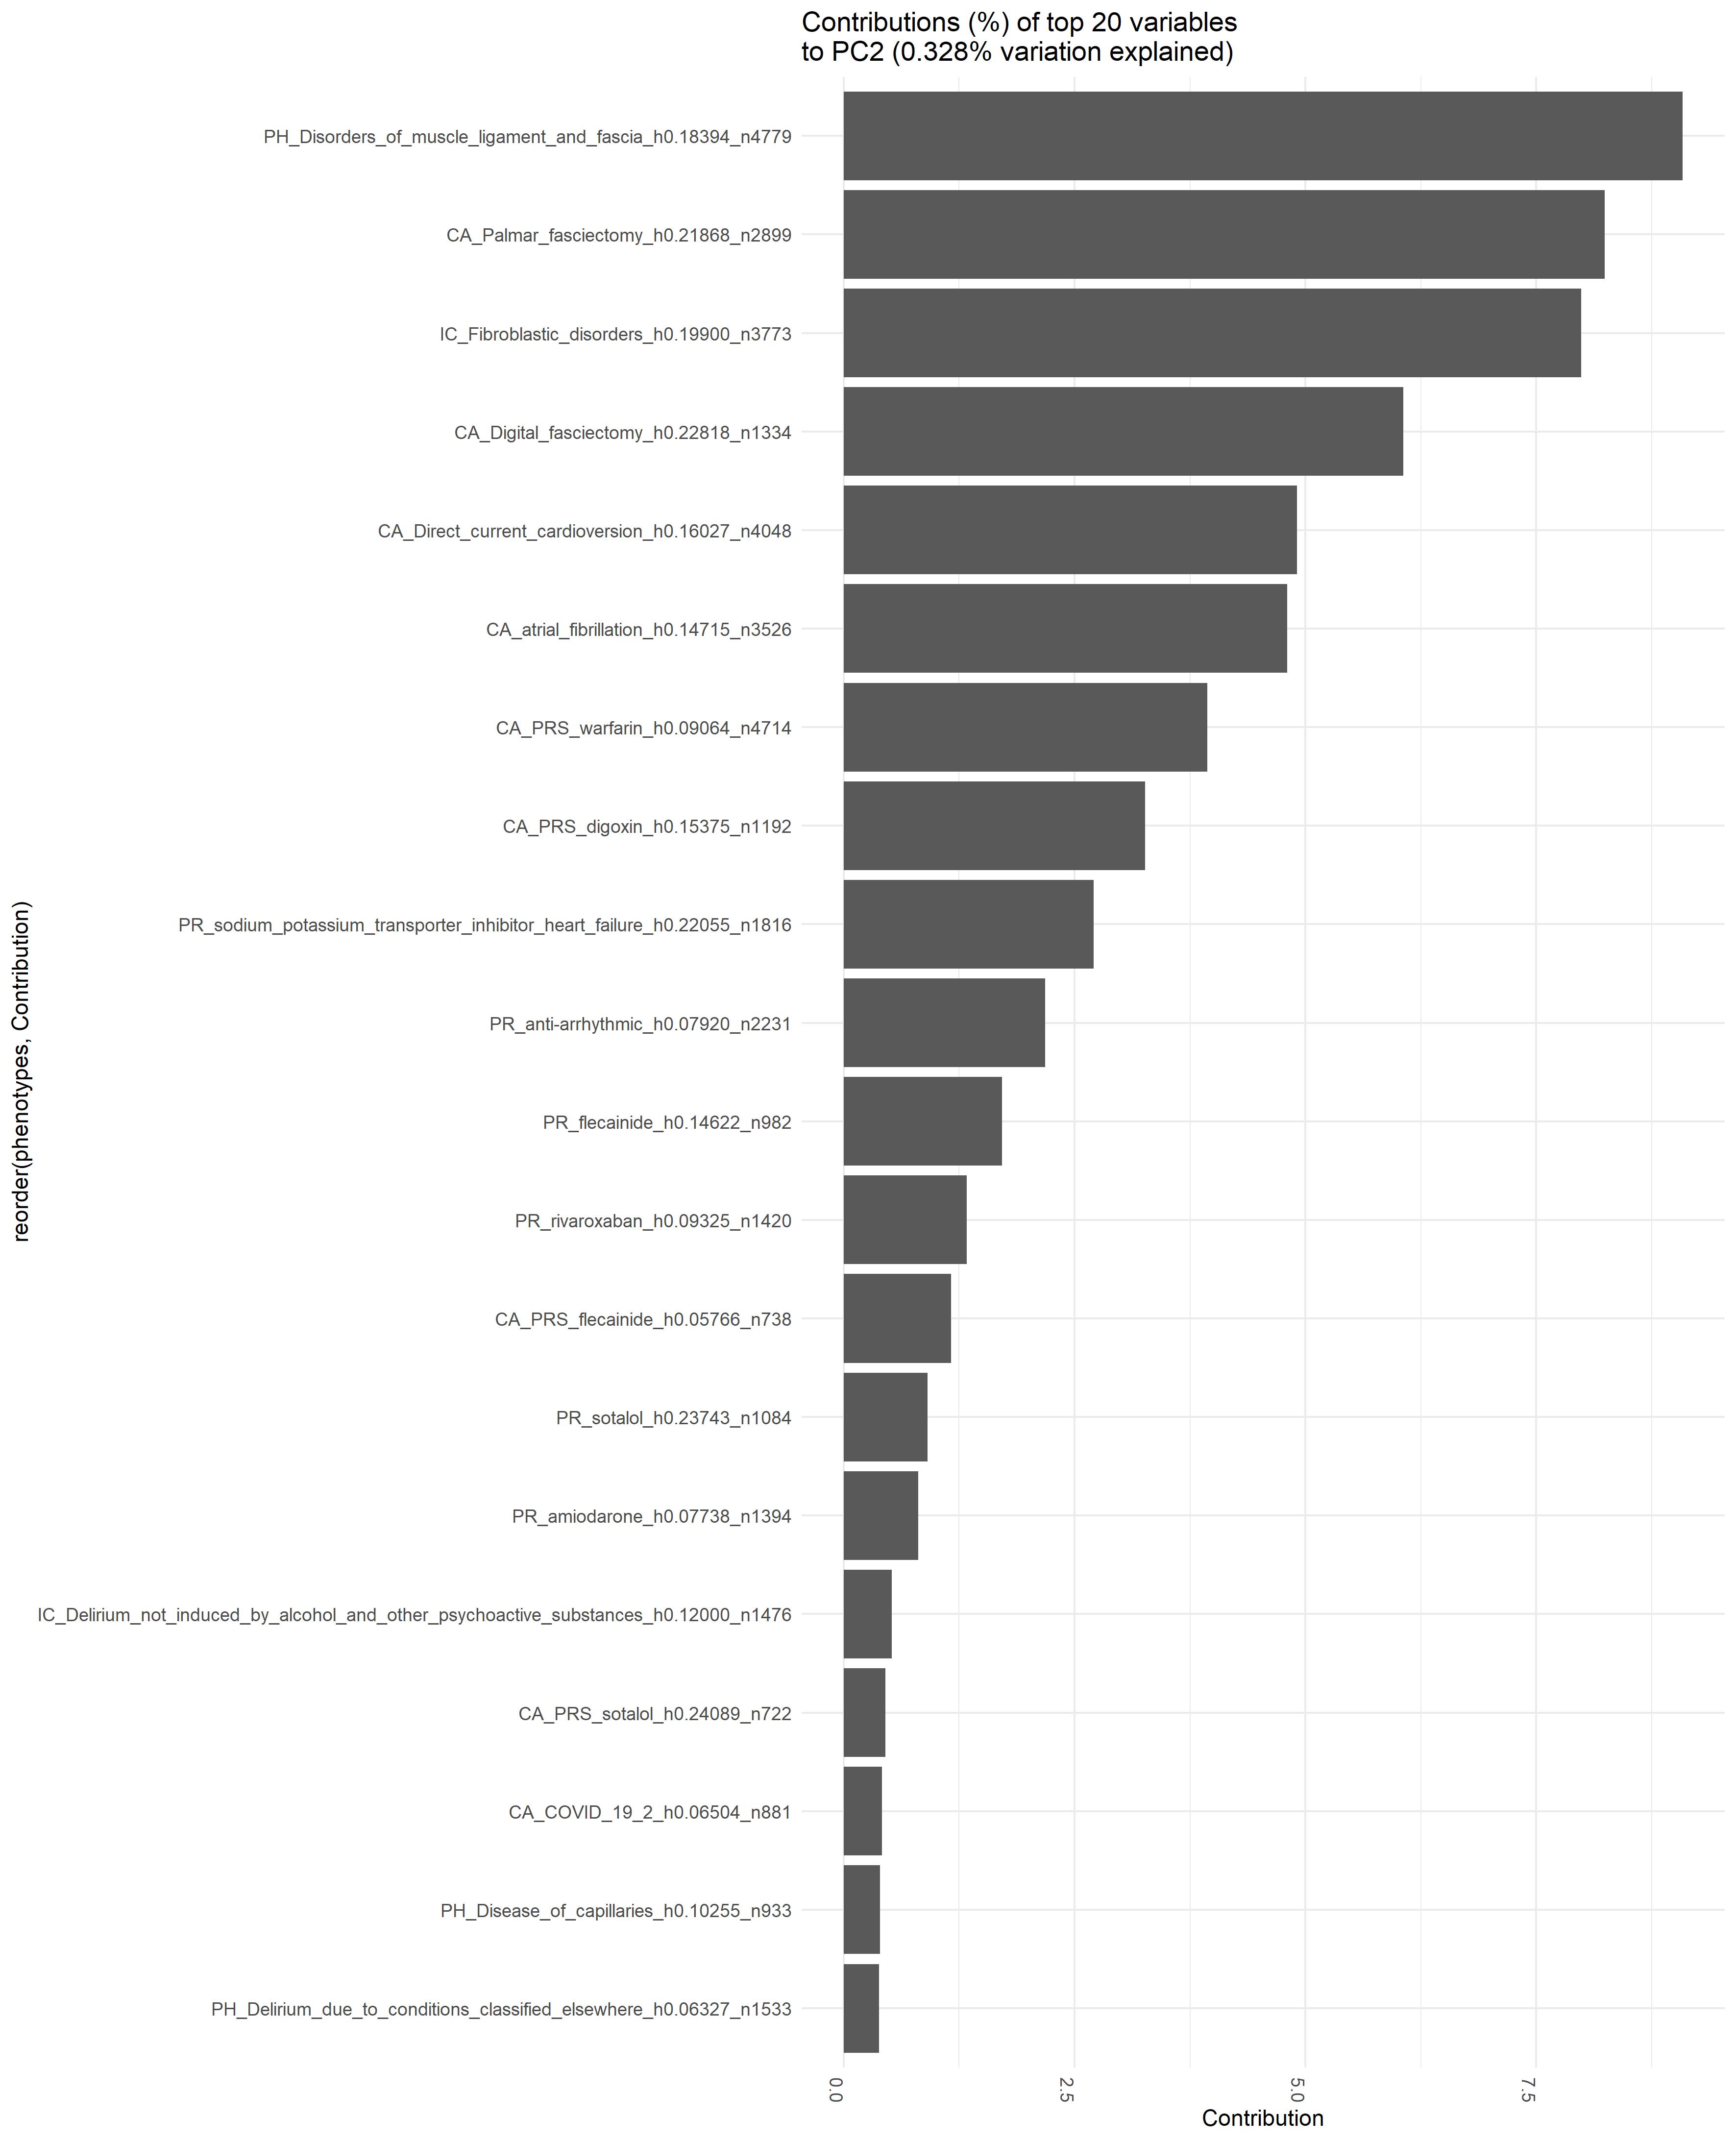 Contributions (%) of top 20 variables
to PC2 (0.328% variation explained)
PH_Disorders_of_muscle_ligament_and_fascia_h0.18394_n4779
CA_Palmar_fasciectomy_h0.21868_n2899
IC_Fibroblastic_disorders_h0.19900_n3773
CA_Digital_fasciectomy_h0.22818_n1334
CA_Direct_current_cardioversion_h0.16027_n4048
CA_atrial_fibrillation_h0.14715_n3526
CA_PRS_warfarin_h0.09064_n4714
CA_PRS_digoxin_h0.15375_n1192
PR_sodium_potassium_transporter_inhibitor_heart_failure_h0.22055_n1816
PR_anti-arrhythmic_h0.07920_n2231
PR_flecainide_h0.14622_n982
PR_rivaroxaban_h0.09325_n1420
CA_PRS_flecainide_h0.05766_n738
PR_sotalol_h0.23743_n1084
PR_amiodarone_h0.07738_n1394
IC_Delirium_not_induced_by_alcohol_and_other_psychoactive_substances_h0.12000_n1476
CA_PRS_sotalol_h0.24089_n722
CA_COVID_19_2_h0.06504_n881
PH_Disease_of_capillaries_h0.10255_n933
PH_Delirium_due_to_conditions_classified_elsewhere_h0.06327_n1533
reorder(phenotypes, Contribution)
0.0
2.5
5.0
7.5
Contribution